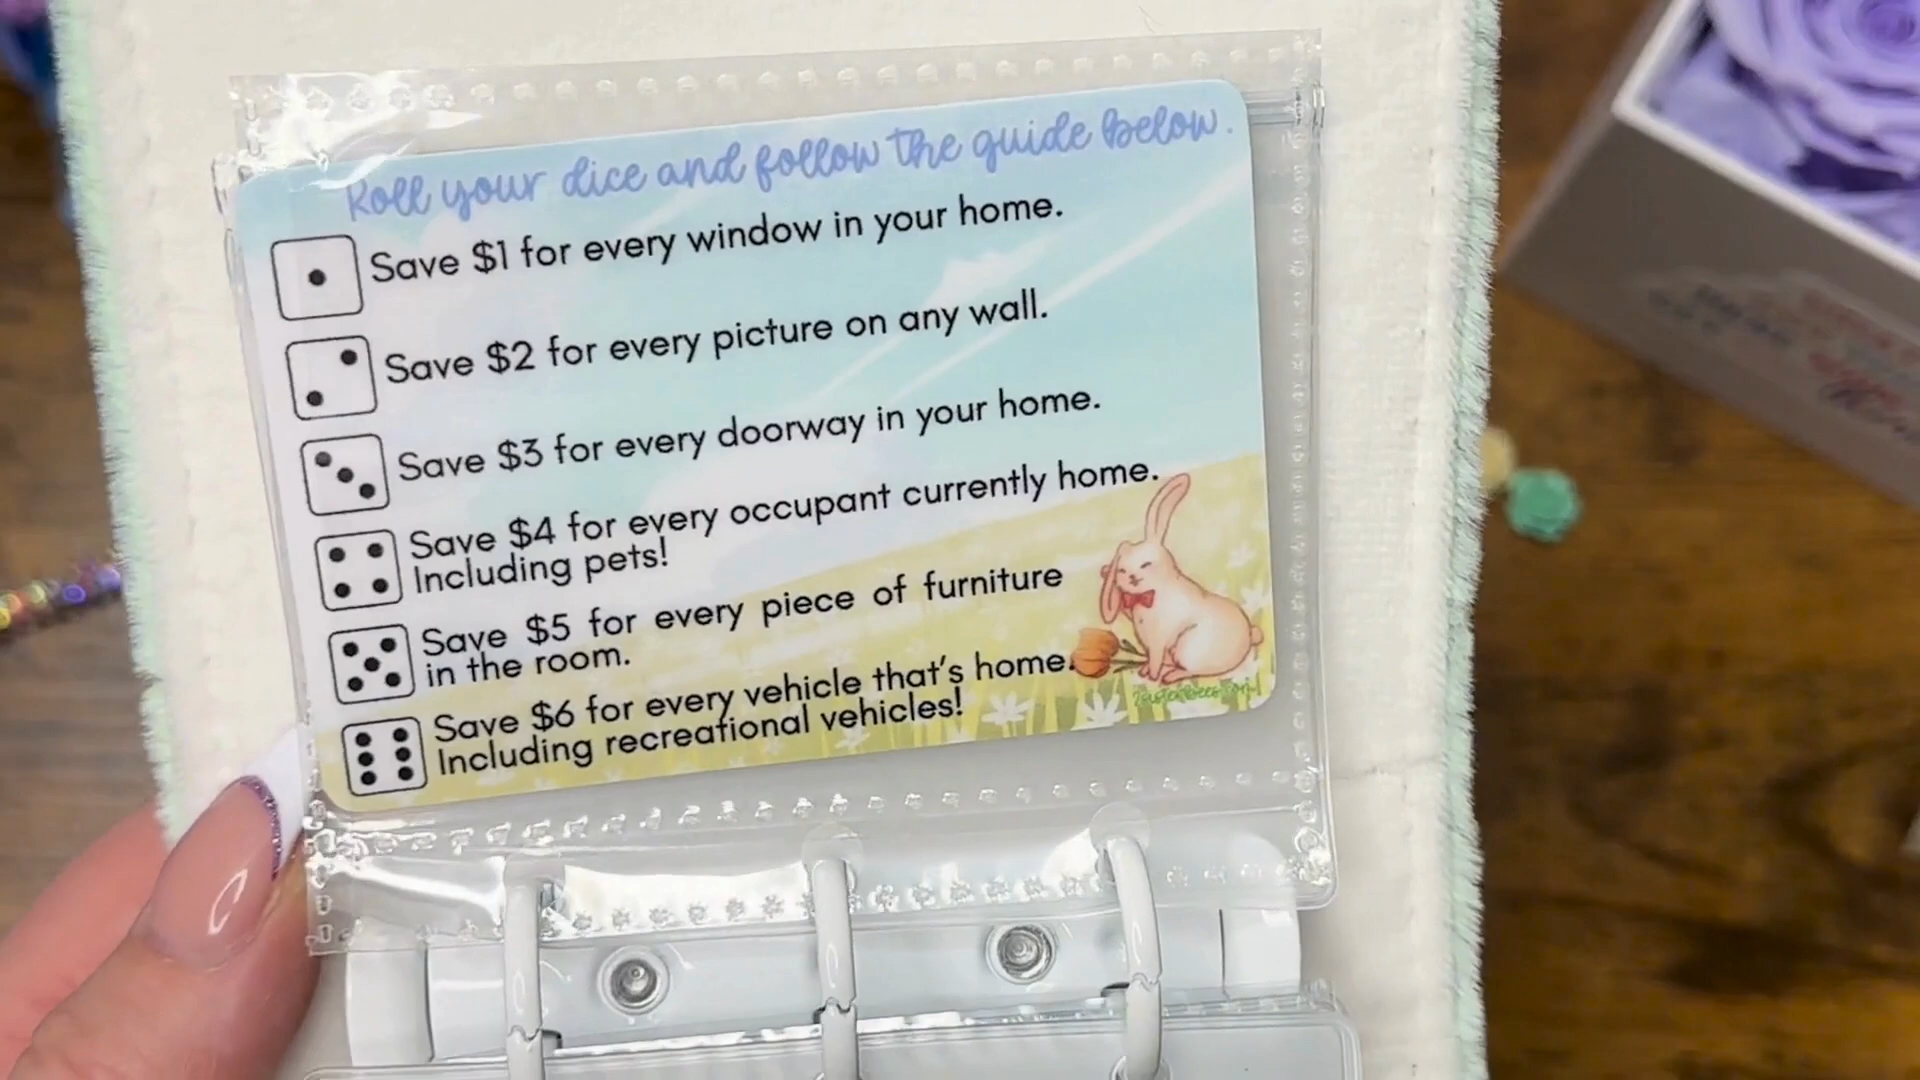 Roll your dice and follow the guide below.
Save $1 for every window in your home.
Save $2 for every picture on any wall.
Save $3 for every doorway in your home.
Save $4 for every occupant currently home.
Including pets!
Save $5 for every piece of furniture
in the room.
Save $6 for every vehicle that's home.
Including recreational vehicles!